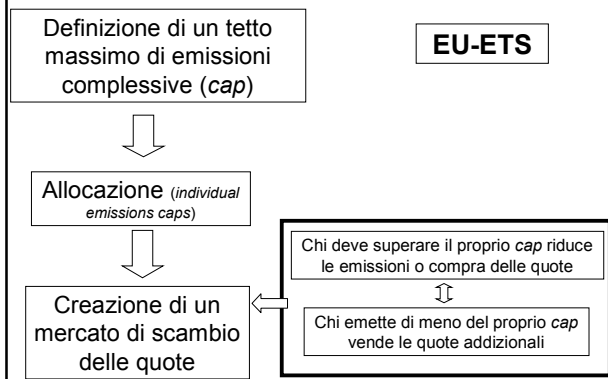 Definizione di un tetto
massimo di emissioni
complessive (cap)
EU-ETS
Allocazione (individual
emissions caps)
Chi deve superare il proprio cap riduce
le emissioni o compra delle quote
Chi emette di meno del proprio cap
vende le quote addizionali
Creazione di un
mercato di scambio
delle quote